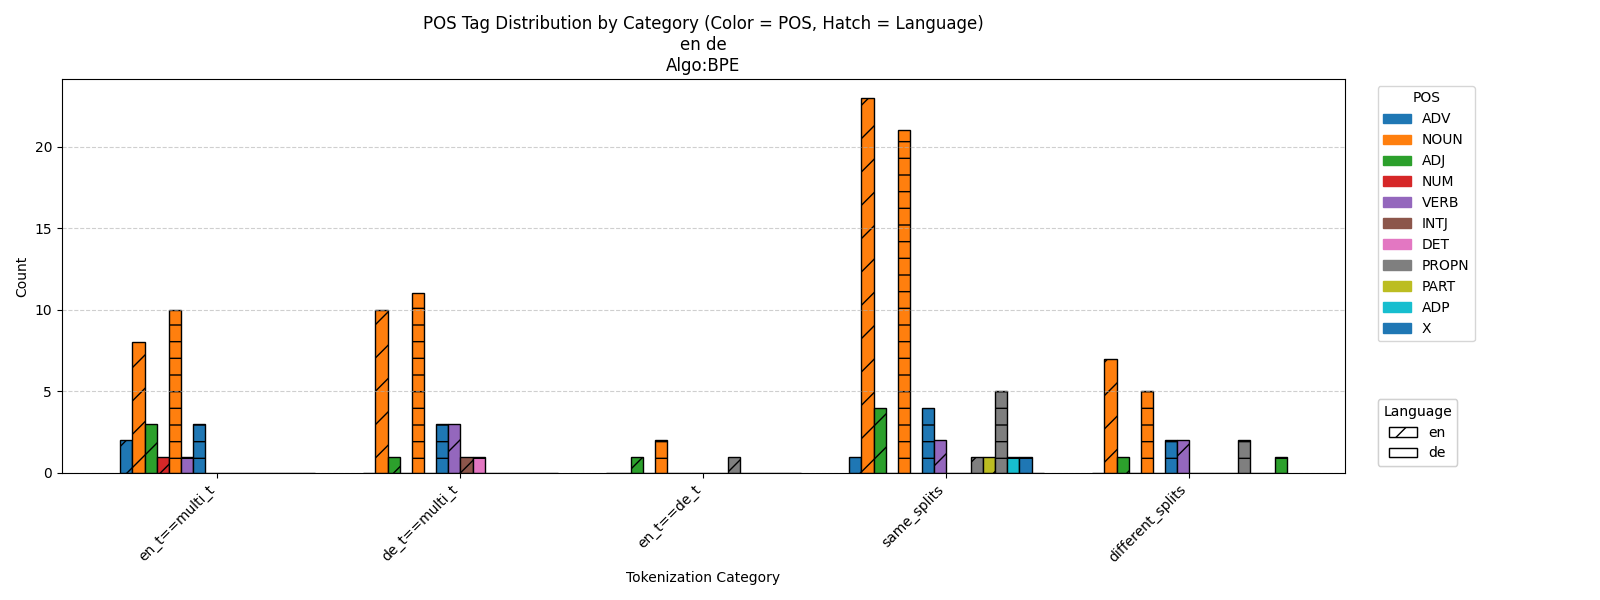 POS Tag Distribution by Category (Color = POS, Hatch = Language)
en de
Algo:BPE
Count
20
15
10
5
0
en_t==multi_t
de_t==multi_t
en_t==de_t
same_splits
different_splits
Tokenization Category
POS
ADV
NOUN
ADJ
NUM
VERB
INTJ
DET
PROPN
PART
ADP
X
Language
en
de